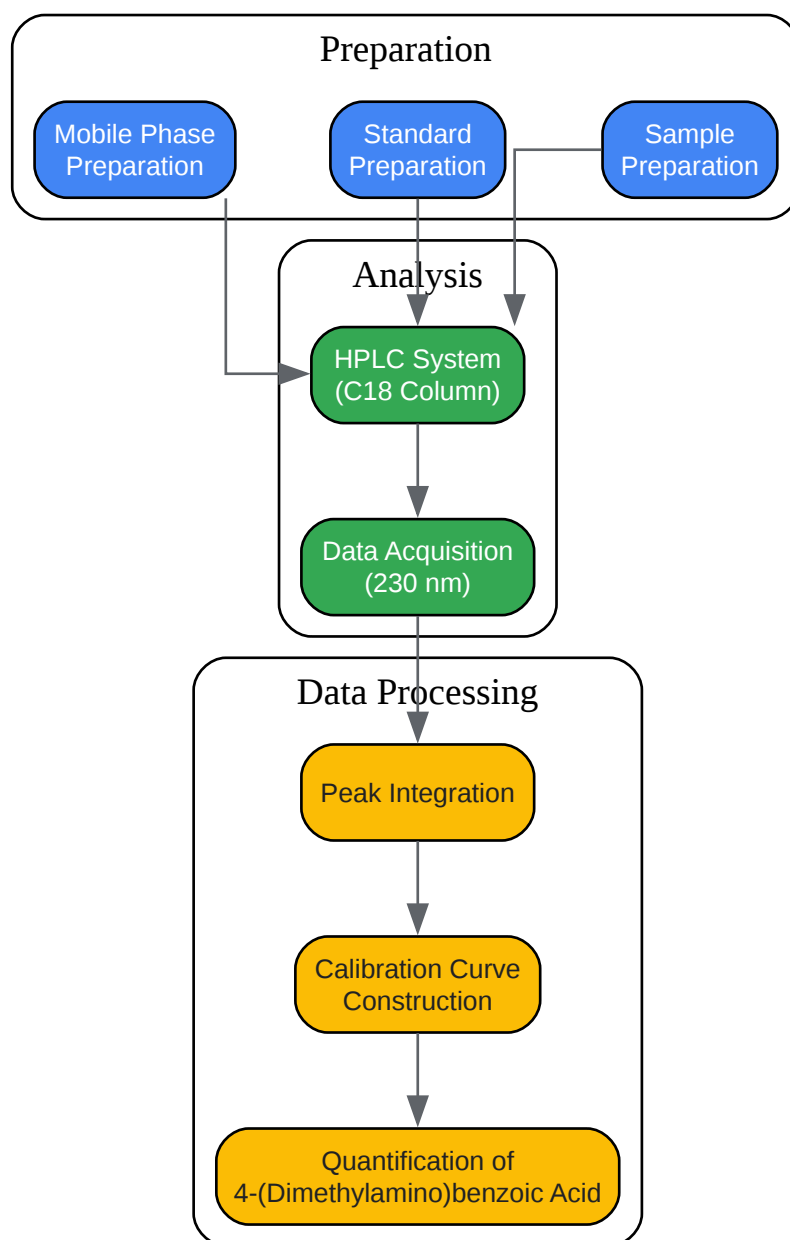 Preparation
Mobile Phase
Preparation
Standard
Preparation
Sample
Preparation
Analysis
HPLC System
(C18 Column)
Data Acquisition
(230 nm)
Data Processing
Peak Integration
Calibration Curve
Construction
Quantification of
4-(Dimethylamino)benzoic Acid